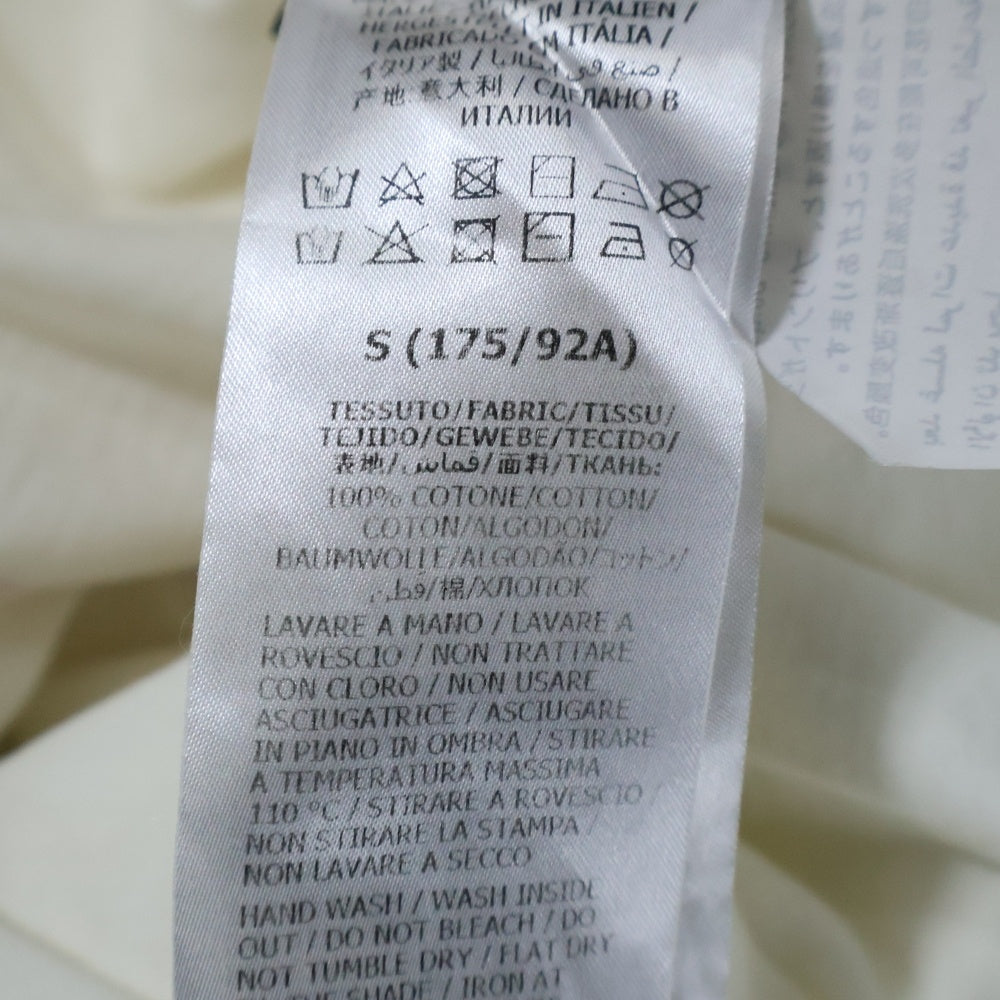 IN ITALIEN /
FABRICADO EM ITÁLIA /
イタリア製 / صنع في إيطاليا /
产地 意大利 / СДЕЛАНО В
ИТАЛИИ
S (175/92A)
TESSUTO/FABRIC/TISSU/
TEJIDO/GEWEBE/TECIDO/
表地/قماش/面料/ТКАНЬ:
100% COTONE/COTTON/
COTON/ALGODON/
BAUMWOLLE/ALGODAO/コットン/
قطن/棉/ХЛОПОК
LAVARE A MANO / LAVARE A
ROVESCIO / NON TRATTARE
CON CLORO / NON USARE
ASCIUGATRICE / ASCIUGARE
IN PIANO IN OMBRA / STIRARE
A TEMPERATURA MASSIMA
110 °C / STIRARE A ROVESCIO /
NON STIRARE LA STAMPA /
NON LAVARE A SECCO
HAND WASH / WASH INSIDE
OUT / DO NOT BLEACH / DO
NOT TUMBLE DRY / FLAT DRY
SHADE / IRON AT